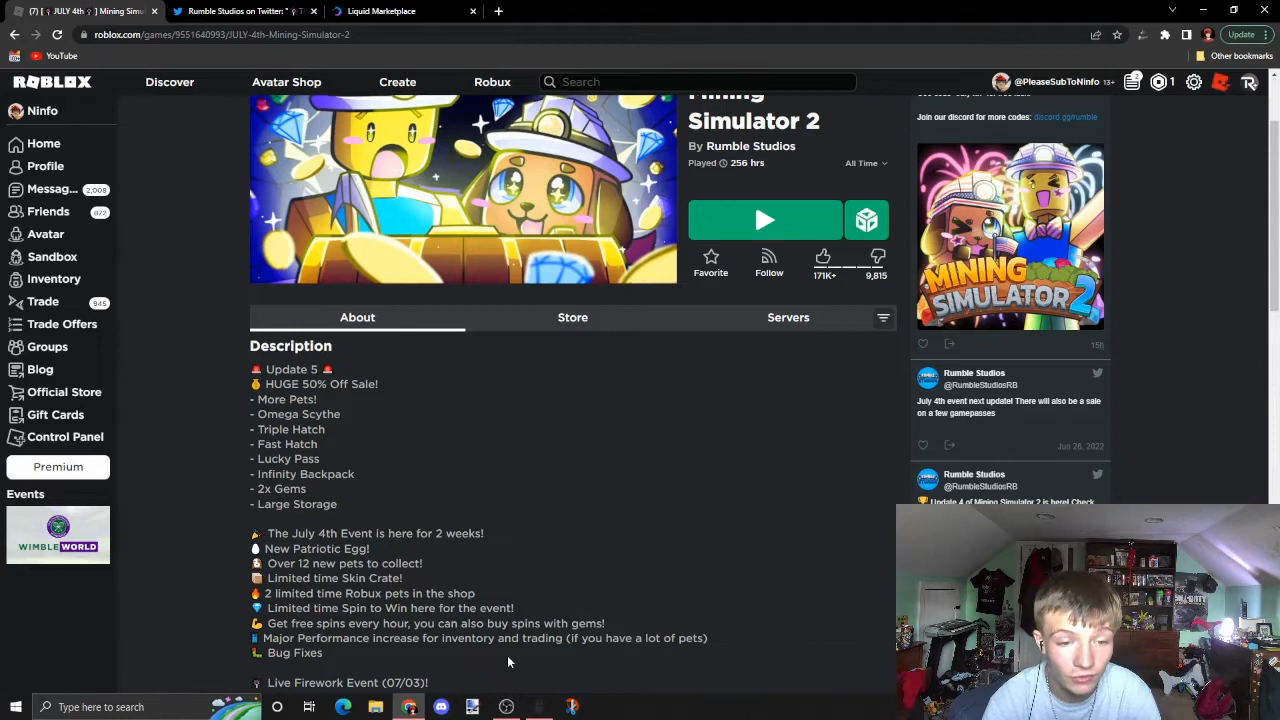 (7) [ JULY 4th ] Mining Simul
Rumble Studios on Twitter: "
Liquid Marketplace
roblox.com/games/9551640993/JULY-4th-Mining-Simulator-2
Update
YouTube
Other bookmarks
ROBLOX
Discover
Avatar Shop
Create
Robux
Search
@PleaseSubToNinfo 13+
2
1
Ninfo
Home
Profile
Messag... 2,008
Friends 872
Avatar
Sandbox
Inventory
Trade 945
Trade Offers
Groups
Blog
Official Store
Gift Cards
Control Panel
Premium
Events
WIMBLEWORLD
Mining
Simulator 2
By Rumble Studios
Played 256 hrs
All Time
Favorite
Follow
171K+
9,815
About
Store
Servers
Description
🚨 Update 5 🚨
💰 HUGE 50% Off Sale!
- More Pets!
- Omega Scythe
- Triple Hatch
- Fast Hatch
- Lucky Pass
- Infinity Backpack
- 2x Gems
- Large Storage
🎉 The July 4th Event is here for 2 weeks!
🥚 New Patriotic Egg!
🐶 Over 12 new pets to collect!
📦 Limited time Skin Crate!
🔥 2 limited time Robux pets in the shop
💎 Limited time Spin to Win here for the event!
💪 Get free spins every hour, you can also buy spins with gems!
Major Performance increase for inventory and trading (if you have a lot of pets)
🐛 Bug Fixes
Live Firework Event (07/03)!
Join our discord for more codes: discord.gg/rumble
MINING
SIMULATOR 2
15h
Rumble Studios
@RumbleStudiosRB
July 4th event next update! There will also be a sale
on a few gamepasses
Jun 26, 2022
Rumble Studios
@RumbleStudiosRB
🏆 Update 4 of Mining Simulator 2 is here! Check
Type here to search